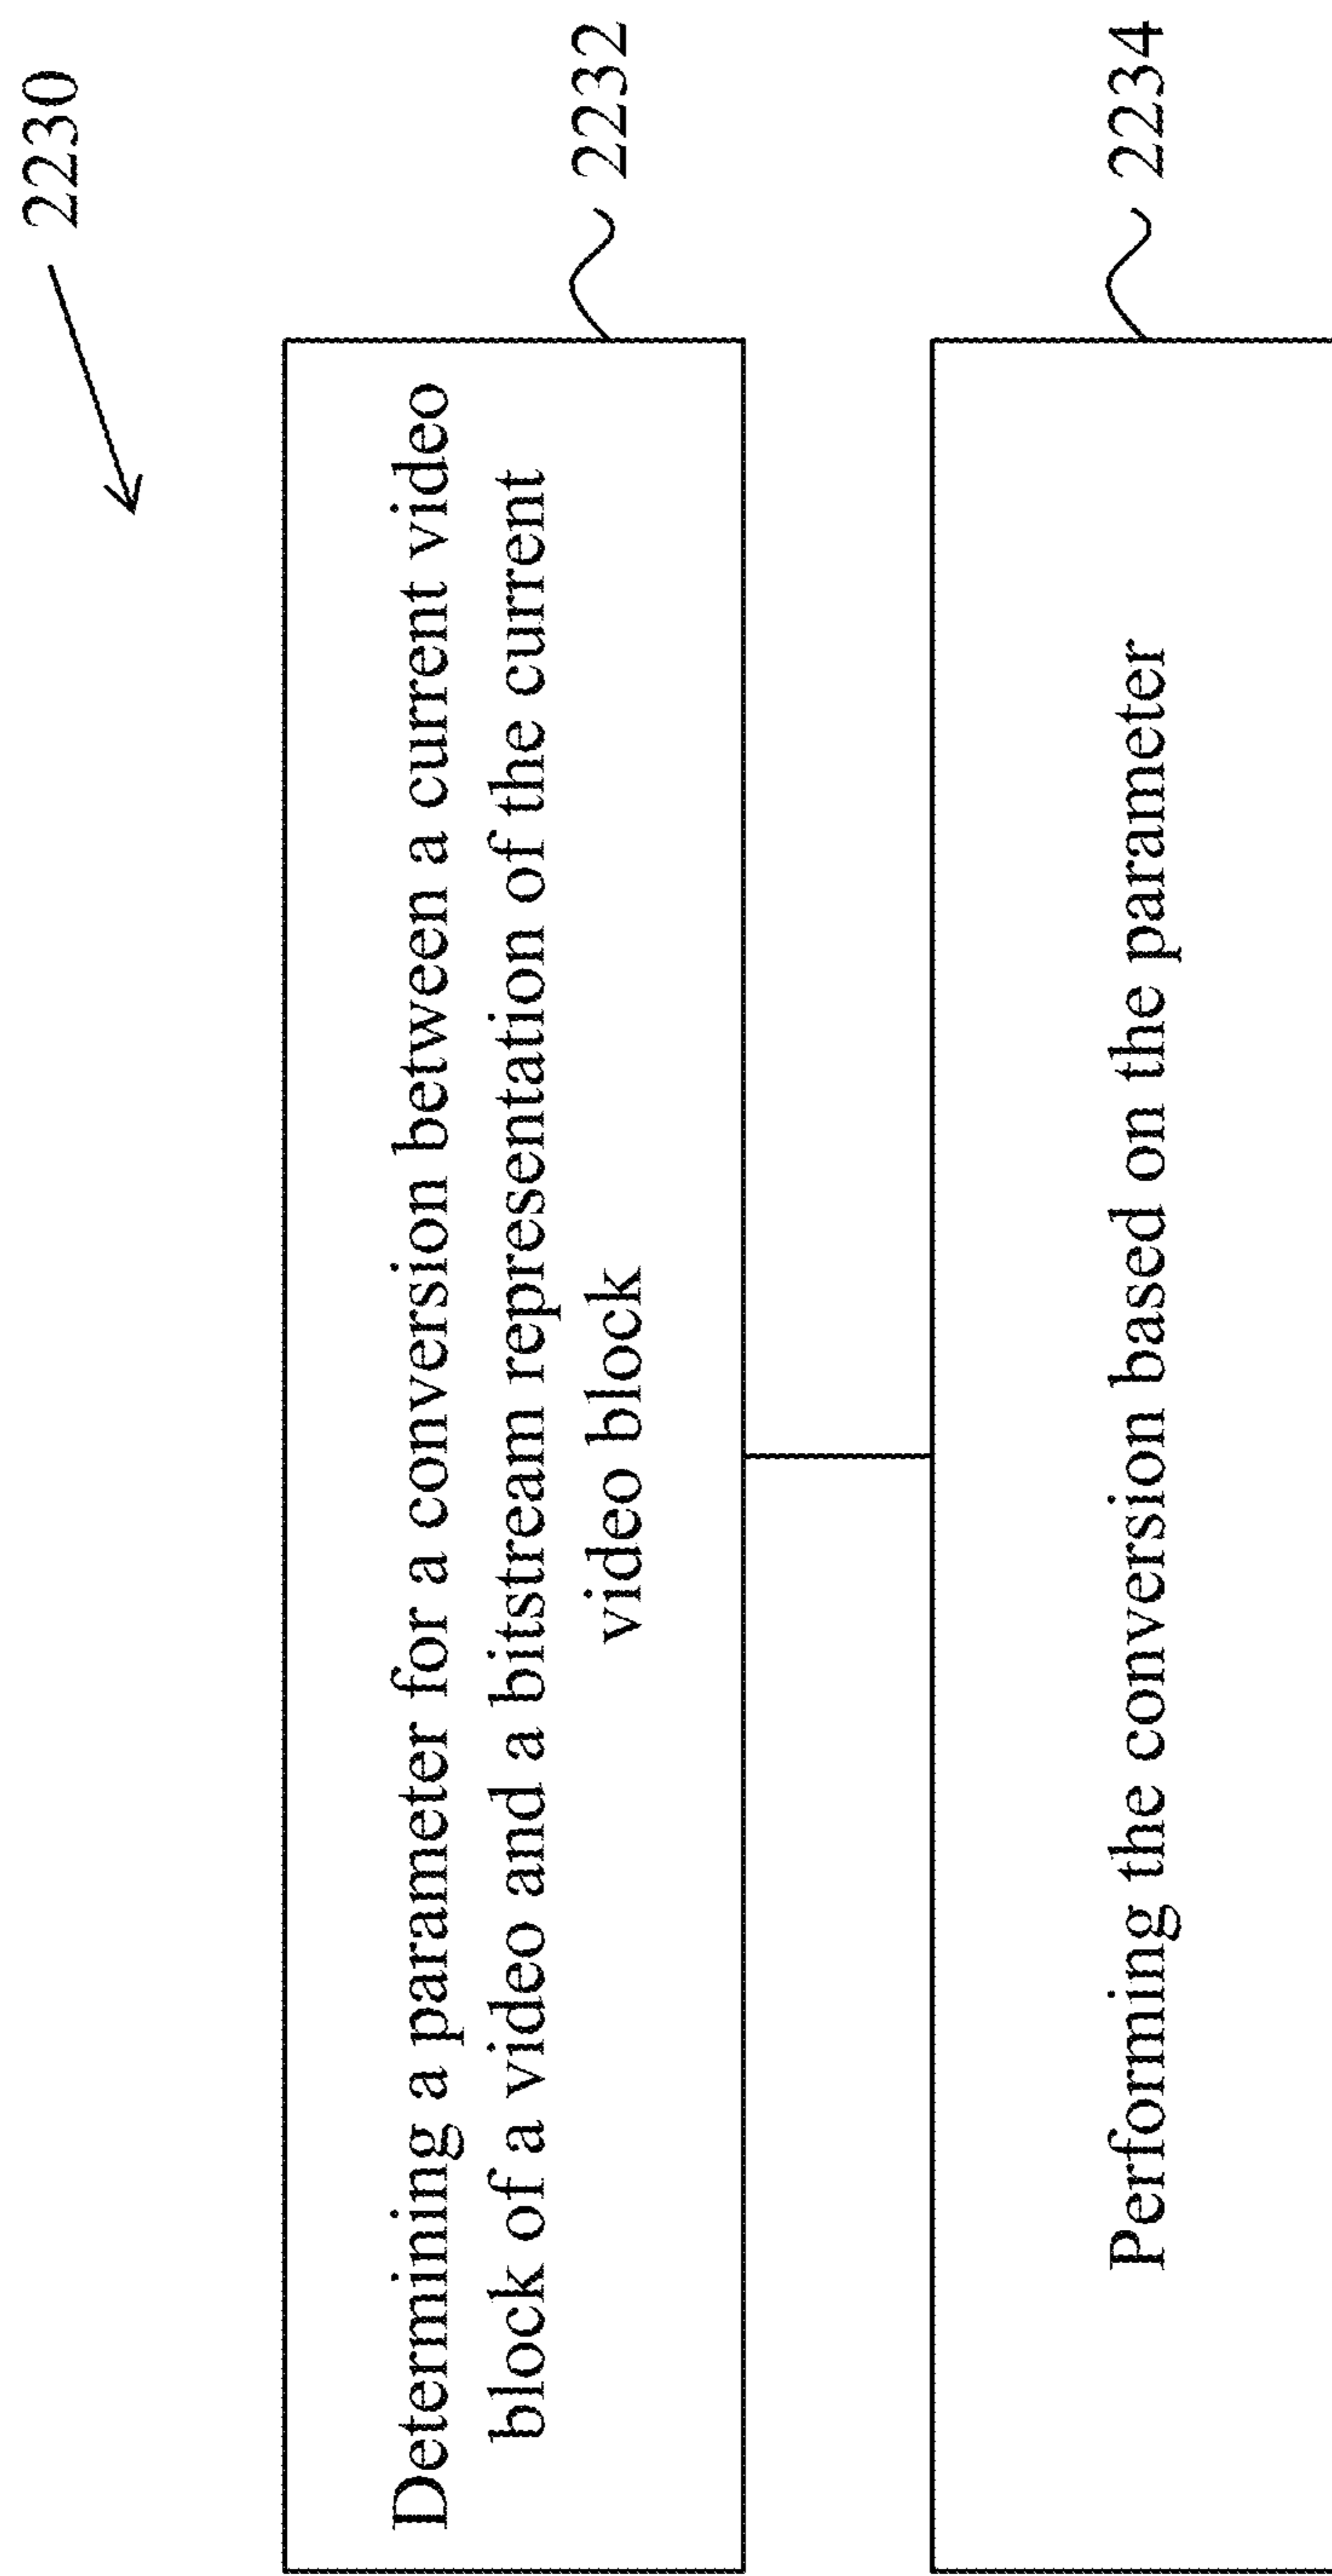 2230
Determining a parameter for a conversion between a current video
block of a video and a bitstream representation of the current
video block
2232
Performing the conversion based on the parameter
2234